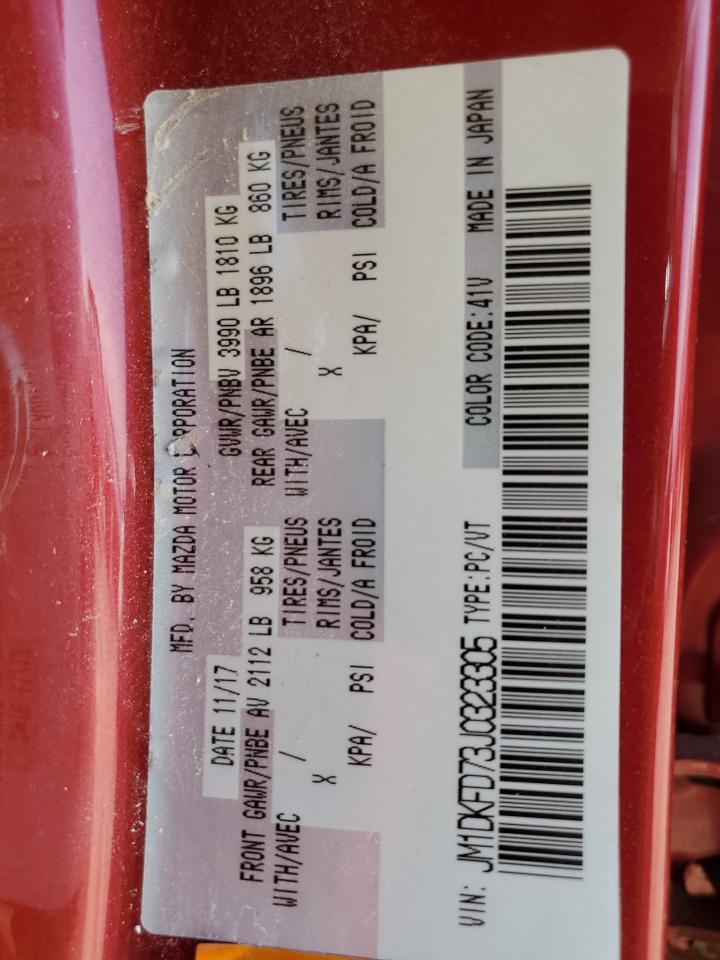 MFD. BY MAZDA MOTOR CORPORATION
DATE 11/17 GVWR/PNBV 3990 LB 1810 KG
FRONT GAWR/PNBE AV 2112 LB 958 KG REAR GAWR/PNBE AR 1896 LB 860 KG
WITH/AVEC / TIRES/PNEUS WITH/AVEC / TIRES/PNEUS
X RIMS/JANTES X RIMS/JANTES
KPA/ PSI COLD/A FROID KPA/ PSI COLD/A FROID
VIN: JM1DKFD73J0323305 TYPE:PC/VT COLOR CODE:41V MADE IN JAPAN